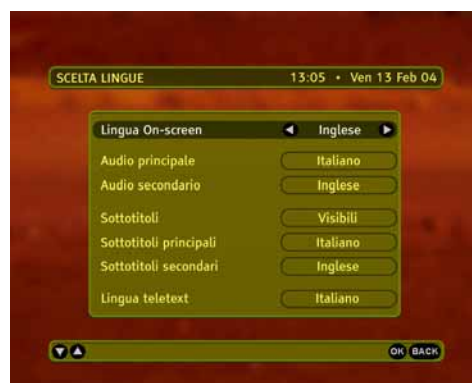 SCELTA LINGUE 13:05 • Ven 13 Feb 04
Lingua On-screen Inglese
Audio principale Italiano
Audio secondario Inglese
Sottotitoli Visibili
Sottotitoli principali Italiano
Sottotitoli secondari Inglese
Lingua teletext Italiano
OK BACK